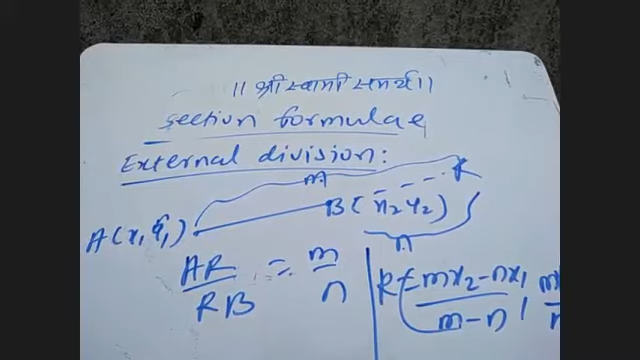 || श्री स्वामी समर्थ ||
Section formulae
External division:
m R
A(x₁ y₁) B(x₂ y₂)
n
AR/RB = m/n R = (mx₂-nx₁/m-n,